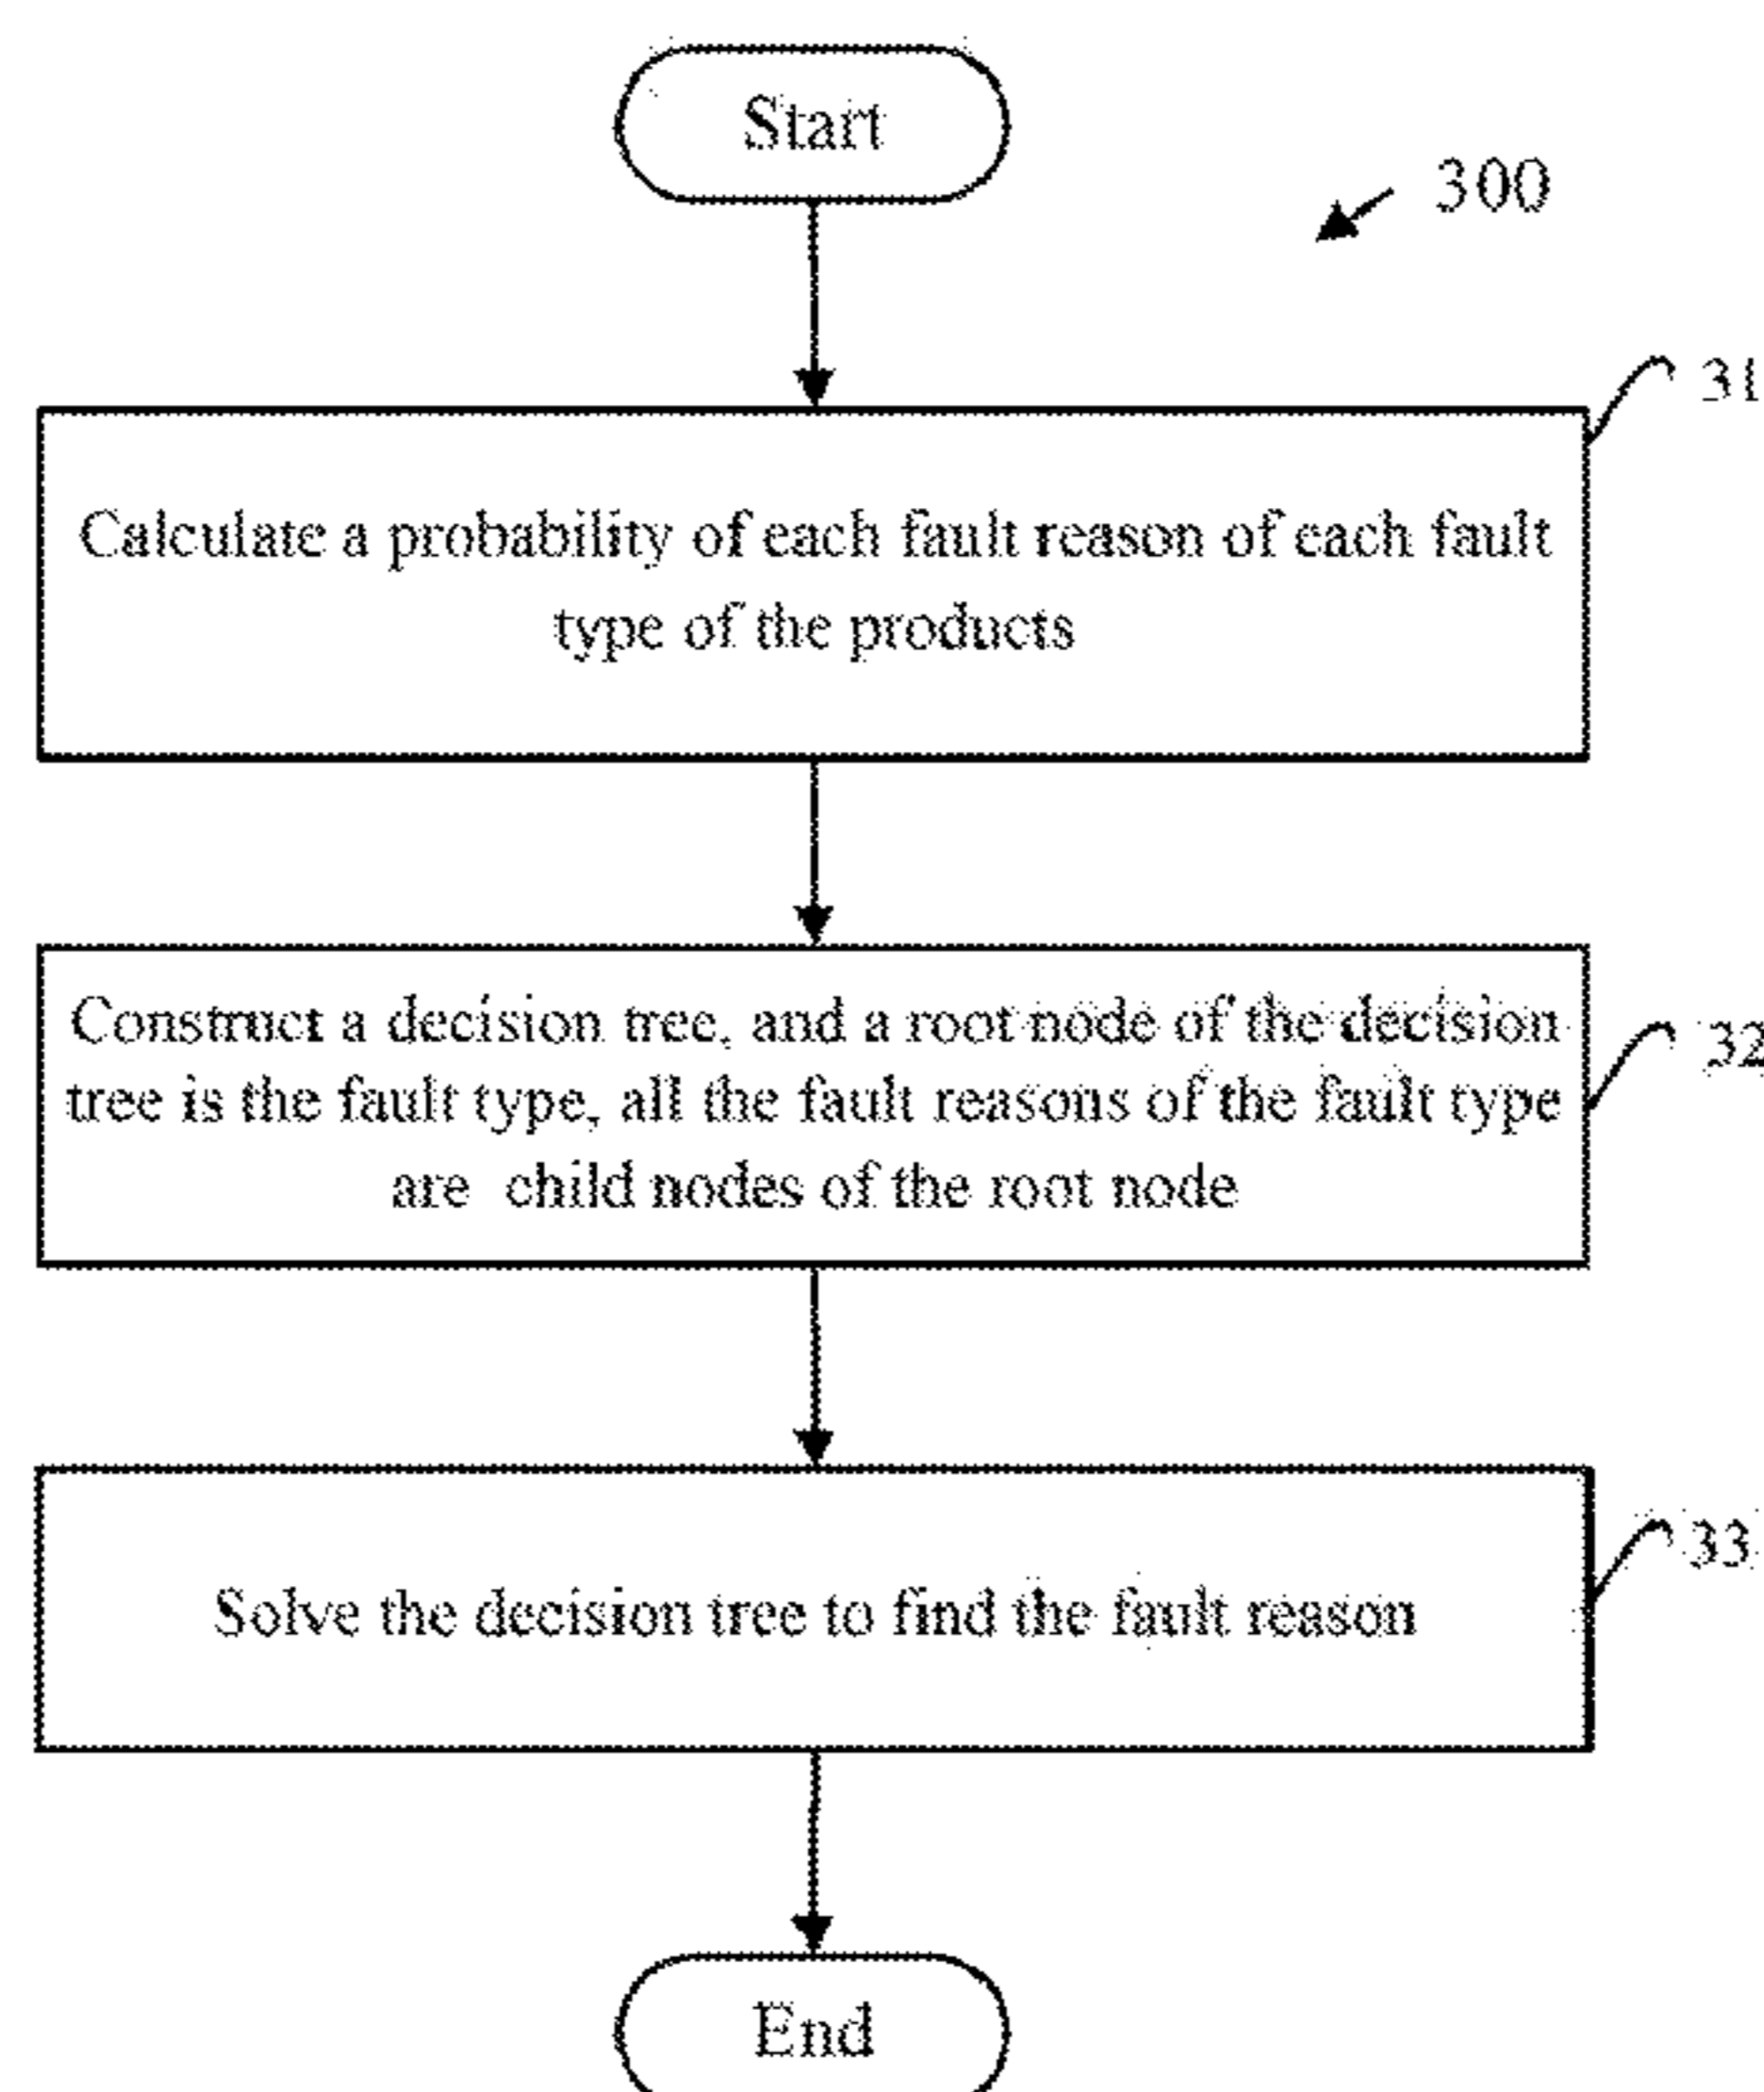 Start
300
31
Calculate a probability of each fault reason of each fault
type of the products
Construct a decision tree, and a root node of the decision
tree is the fault type, all the fault reasons of the fault type
are child nodes of the root node
32
Solve the decision tree to find the fault reason
33
End